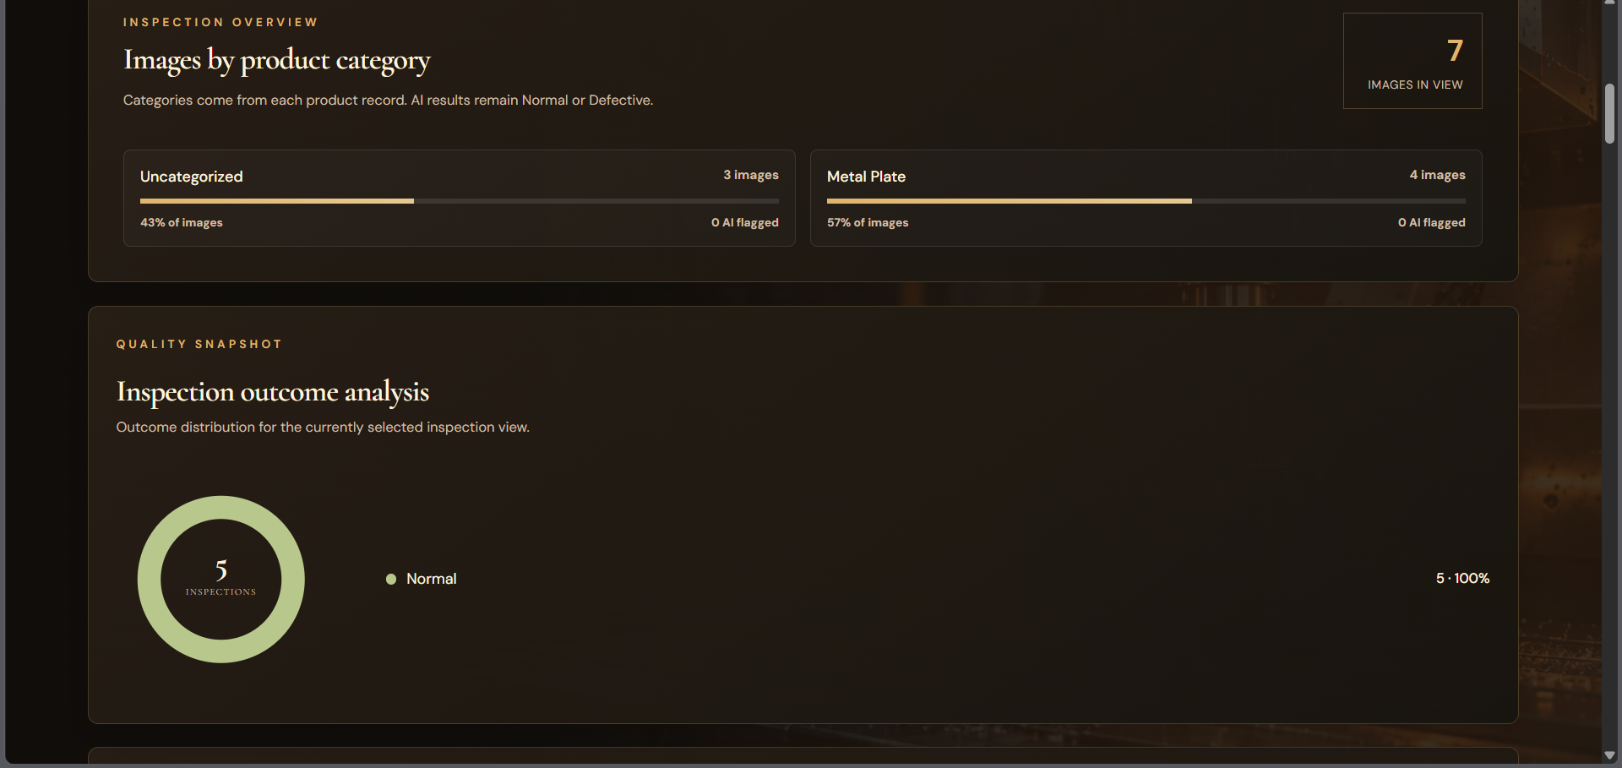 INSPECTION OVERVIEW
Images by product category
Categories come from each product record. AI results remain Normal or Defective.
7
IMAGES IN VIEW
Uncategorized
3 images
43% of images
0 AI flagged
Metal Plate
4 images
57% of images
0 AI flagged
QUALITY SNAPSHOT
Inspection outcome analysis
Outcome distribution for the currently selected inspection view.
5
INSPECTIONS
Normal
5 · 100%